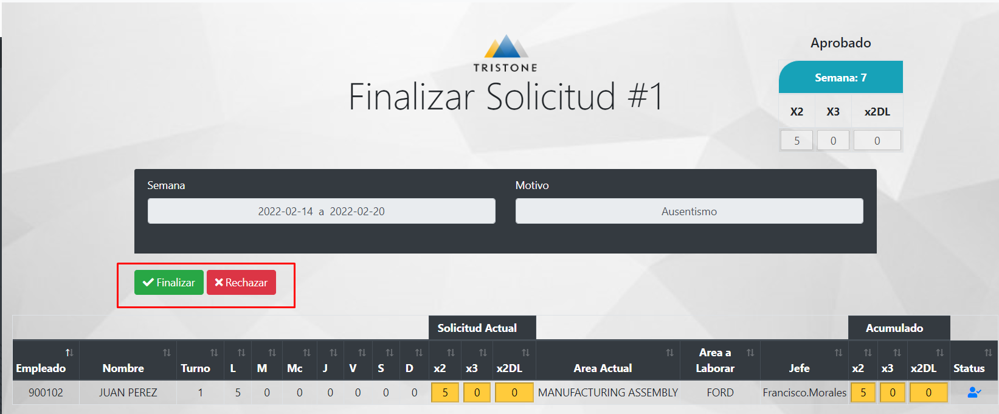 TRISTONE
Finalizar Solicitud #1
Aprobado
Semana: 7
X2 X3 x2DL
5 0 0
Semana Motivo
2022-02-14 a 2022-02-20 Ausentismo
Finalizar Rechazar
Solicitud Actual Acumulado
Empleado Nombre Turno L M Mc J V S D x2 x3 x2DL Area Actual Area a Laborar Jefe x2 x3 x2DL Status
900102 JUAN PEREZ 1 5 0 0 0 0 0 0 5 0 0 MANUFACTURING ASSEMBLY FORD Francisco.Morales 5 0 0